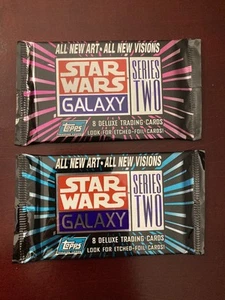 ALL NEW ART • ALL NEW VISIONS
STAR WARS
GALAXY
SERIES TWO
TOPPS
8 DELUXE TRADING CARDS
LOOK FOR ETCHED-FOIL CARDS!
ALL NEW ART • ALL NEW VISIONS
STAR WARS
GALAXY
SERIES TWO
TOPPS
8 DELUXE TRADING CARDS
LOOK FOR ETCHED-FOIL CARDS!